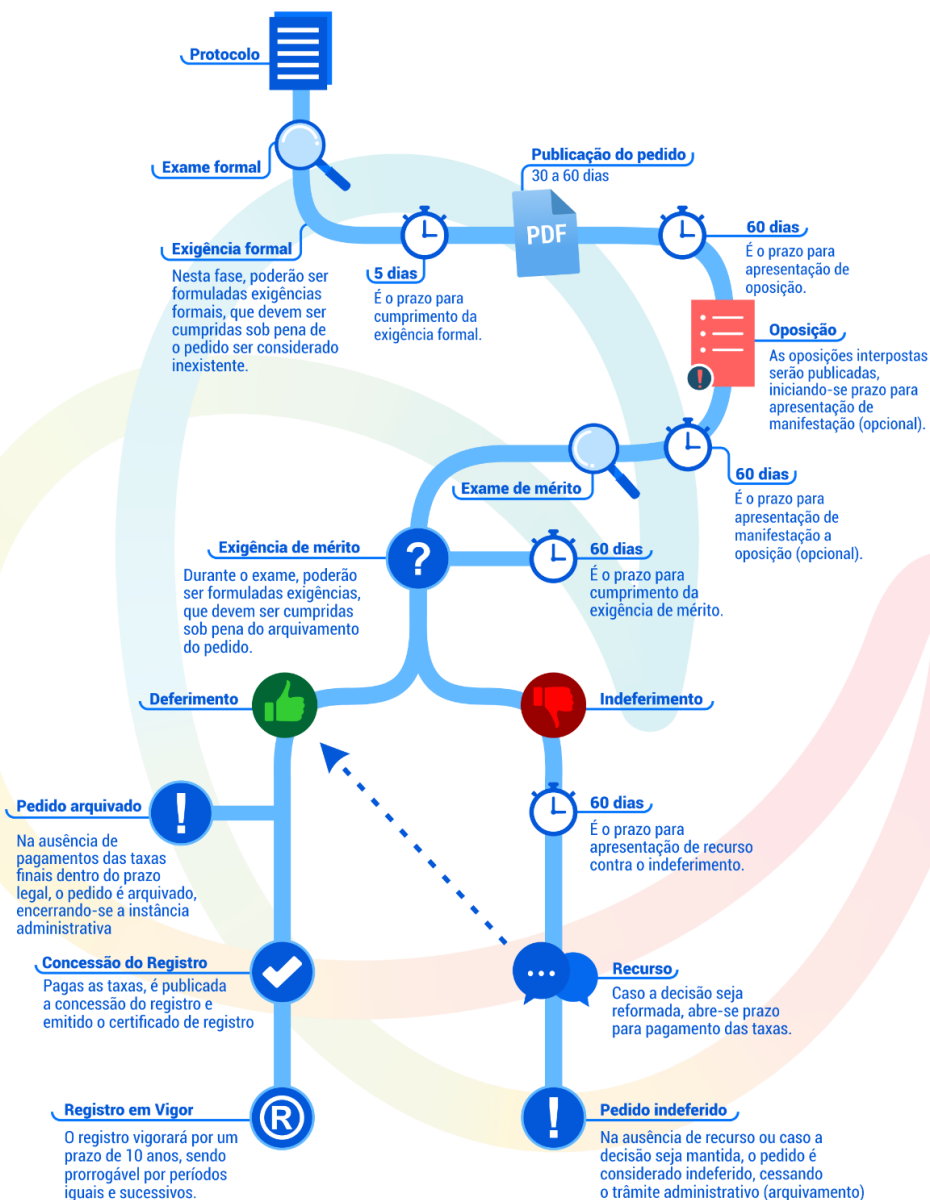 Protocolo
Exame formal
Publicação do pedido
30 a 60 dias
PDF
Exigência formal
Nesta fase, poderão ser
formuladas exigências
formais, que devem ser
cumpridas sob pena de
o pedido ser considerado
inexistente.
5 dias
É o prazo para
cumprimento da
exigência formal.
60 dias
É o prazo para
apresentação de
oposição.
Oposição
As oposições interpostas
serão publicadas,
iniciando-se prazo para
apresentação de
manifestação (opcional).
60 dias
É o prazo para
apresentação de
manifestação a
oposição (opcional).
Exame de mérito
Exigência de mérito
Durante o exame, poderão
ser formuladas exigências,
que devem ser cumpridas
sob pena do arquivamento
do pedido.
?
60 dias
É o prazo para
cumprimento da
exigência de mérito.
Deferimento
Indeferimento
Pedido arquivado
!
Na ausência de
pagamentos das taxas
finais dentro do prazo
legal, o pedido é arquivado,
encerrando-se a instância
administrativa
60 dias
É o prazo para
apresentação de recurso
contra o indeferimento.
Concessão do Registro
Pagas as taxas, é publicada
a concessão do registro e
emitido o certificado de registro
Recurso
Caso a decisão seja
reformada, abre-se prazo
para pagamento das taxas.
Registro em Vigor
®
O registro vigorará por um
prazo de 10 anos, sendo
prorrogável por períodos
iguais e sucessivos.
!
Pedido indeferido
Na ausência de recurso ou caso a
decisão seja mantida, o pedido é
considerado indeferido, cessando
o trâmite administrativo (arquivamento)